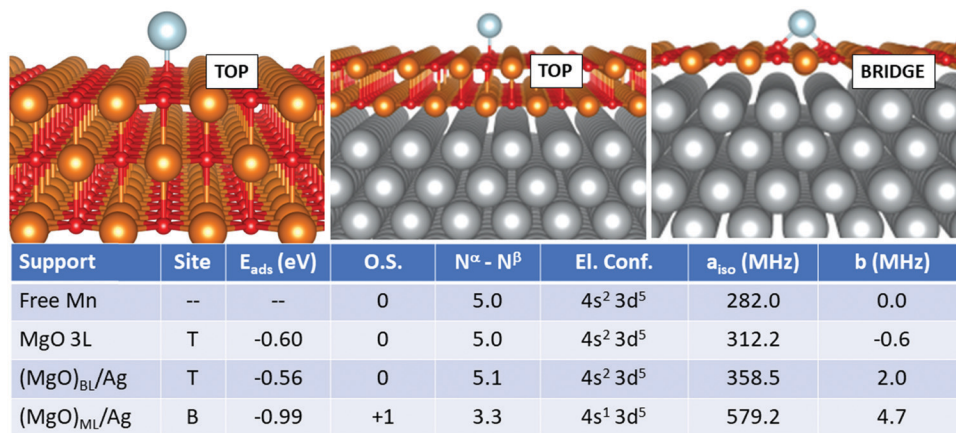 TOP
TOP
BRIDGE
Support Site E_ads (eV) O.S. N^α - N^β El. Conf. a_iso (MHz) b (MHz)
Free Mn -- -- 0 5.0 4s² 3d⁵ 282.0 0.0
MgO 3L T -0.60 0 5.0 4s² 3d⁵ 312.2 -0.6
(MgO)_BL/Ag T -0.56 0 5.1 4s² 3d⁵ 358.5 2.0
(MgO)_ML/Ag B -0.99 +1 3.3 4s¹ 3d⁵ 579.2 4.7